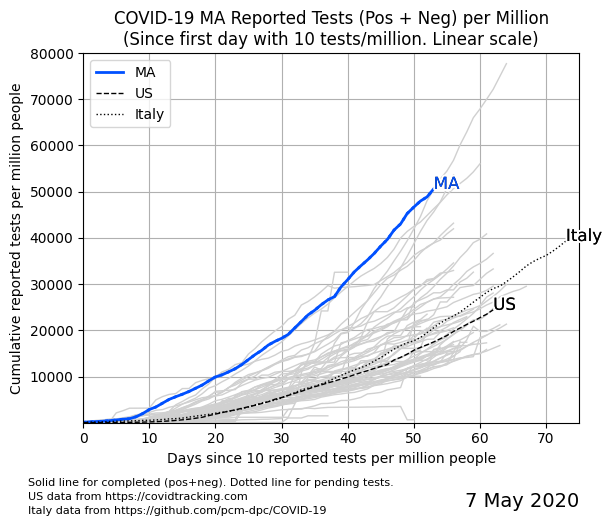 COVID-19 MA Reported Tests (Pos + Neg) per Million
(Since first day with 10 tests/million. Linear scale)
Cumulative reported tests per million people
80000
70000
60000
50000
40000
30000
20000
10000
MA
US
Italy
MA
Italy
US
0 10 20 30 40 50 60 70
Days since 10 reported tests per million people
Solid line for completed (pos+neg). Dotted line for pending tests.
US data from https://covidtracking.com
Italy data from https://github.com/pcm-dpc/COVID-19
7 May 2020